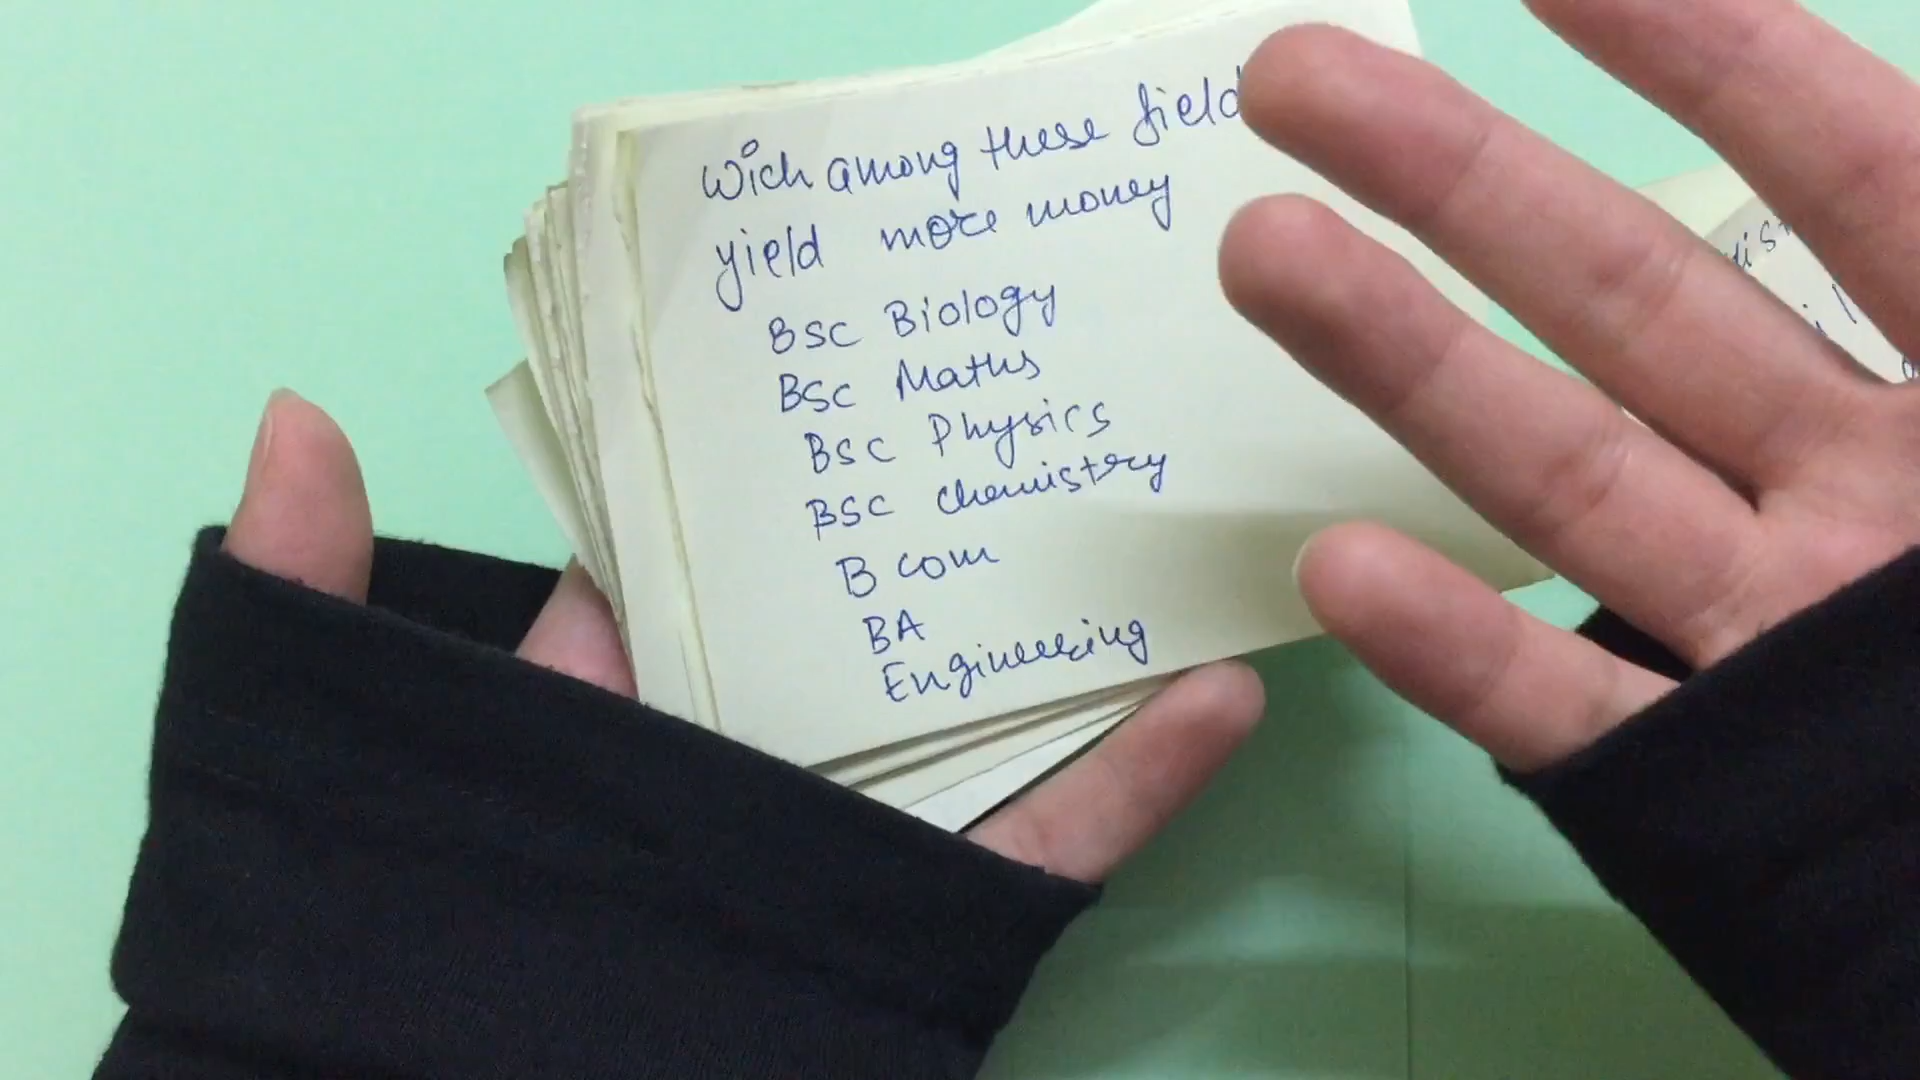 Wich among these field
yield more money
BSC Biology
BSC Maths
BSC Physics
BSC chemistry
B com
BA
Engineering